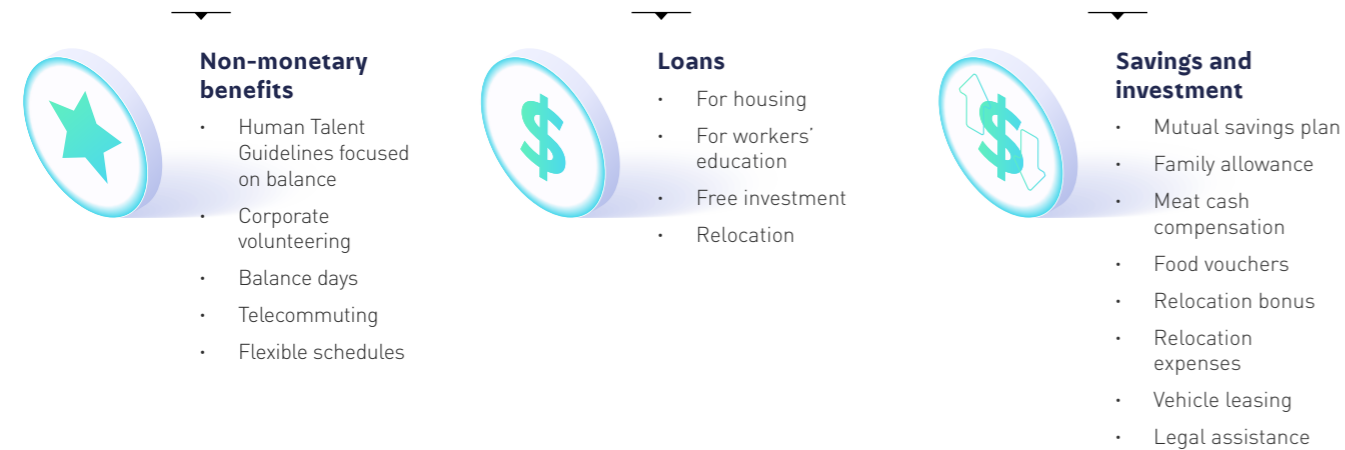 Non-monetary
benefits
· Human Talent
Guidelines focused
on balance
· Corporate
volunteering
· Balance days
· Telecommuting
· Flexible schedules
Loans
· For housing
· For workers’
education
· Free investment
· Relocation
Savings and
investment
· Mutual savings plan
· Family allowance
· Meat cash
compensation
· Food vouchers
· Relocation bonus
· Relocation
expenses
· Vehicle leasing
· Legal assistance